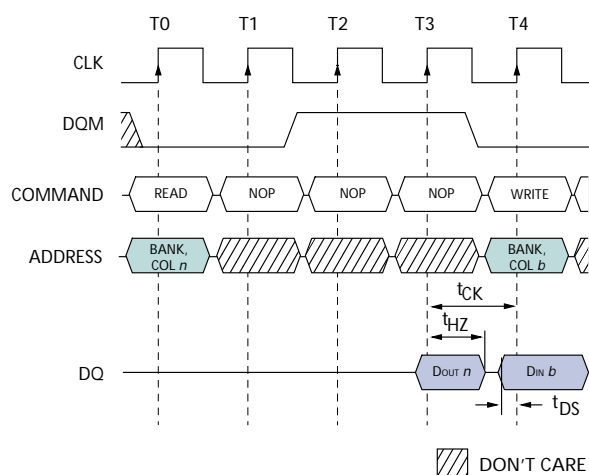 T0 T1 T2 T3 T4
CLK
DQM
COMMAND READ NOP NOP NOP WRITE
ADDRESS BANK, COL n BANK, COL b
tCK
tHZ
DQ DOUT n DIN b
tDS
DON'T CARE